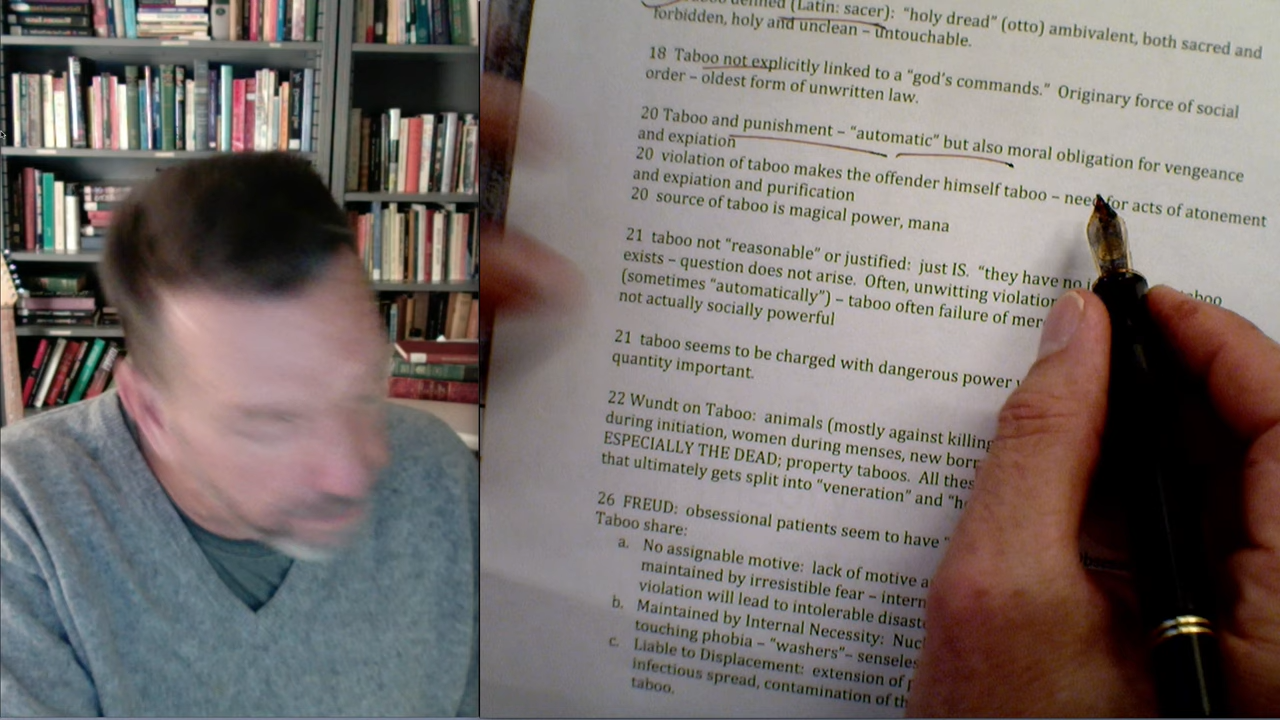 defined (Latin: sacer): "holy dread" (otto) ambivalent, both sacred and
forbidden, holy and unclean – untouchable.
18 Taboo not explicitly linked to a "god's commands." Originary force of social
order – oldest form of unwritten law.
20 Taboo and punishment – "automatic" but also moral obligation for vengeance
and expiation
20 violation of taboo makes the offender himself taboo – need for acts of atonement
and expiation and purification
20 source of taboo is magical power, mana
21 taboo not "reasonable" or justified: just IS. "they have no taboo
exists – question does not arise. Often, unwitting violation
(sometimes "automatically") – taboo often failure of
not actually socially powerful
21 taboo seems to be charged with dangerous power
quantity important.
22 Wundt on Taboo: animals (mostly against killing
during initiation, women during menses, new born
ESPECIALLY THE DEAD; property taboos. All
that ultimately gets split into "veneration" and
26 FREUD: obsessional patients seem to have "
Taboo share:
a. No assignable motive: lack of motive
maintained by irresistible fear –
violation will lead to intolerable
b. Maintained by Internal Necessity:
touching phobia – "washers" –
c. Liable to Displacement: extension of
infectious spread, contamination of
taboo.